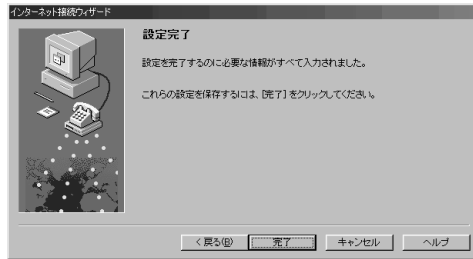 インターネット接続ウィザード
設定完了
設定を完了するのに必要な情報がすべて入力されました。
これらの設定を保存するには、[完了]をクリックしてください。
< 戻る(B)
完了
キャンセル
ヘルプ